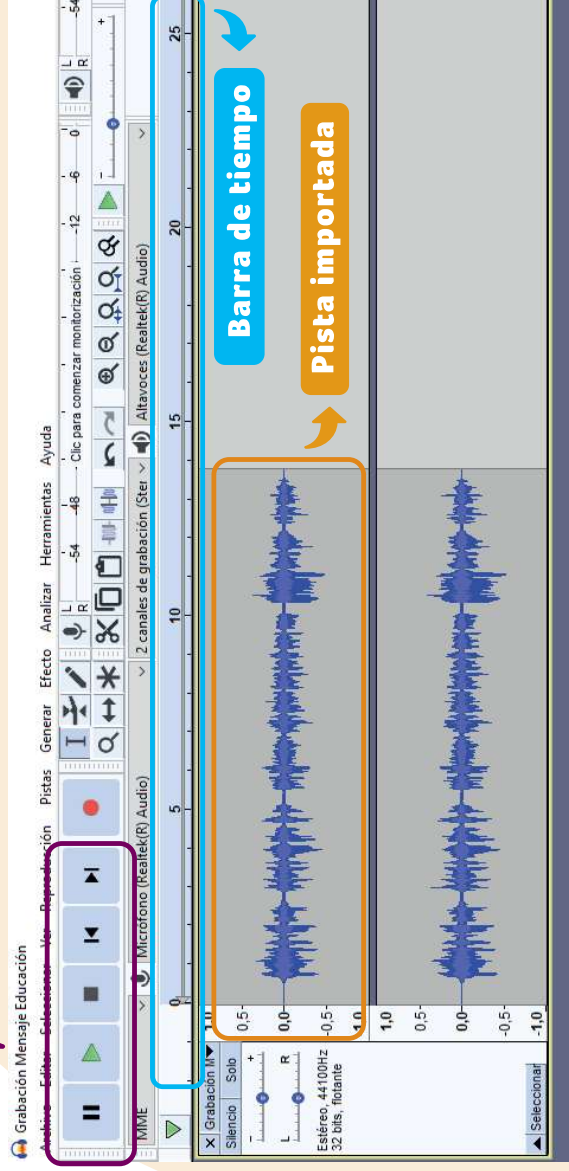 Grabación Mensaje Educación
Archivo Editar Seleccionar Ver Reproducción Pistas Generar Efecto Analizar Herramientas Ayuda
L R -54 -48 - Clic para comenzar monitorización - -12 -6 0 L R -54
- +
MME Micrófono (Realtek(R) Audio) 2 canales de grabación (Ster Altavoces (Realtek(R) Audio)
0 5 10 15 20 25
Barra de tiempo
Pista importada
X Grabación M
Silencio Solo
- +
L R
Estéreo, 44100Hz
32 bits, flotante
Seleccionar
1,0
0,5
0,0
-0,5
-1,0
1,0
0,5
0,0
-0,5
-1,0